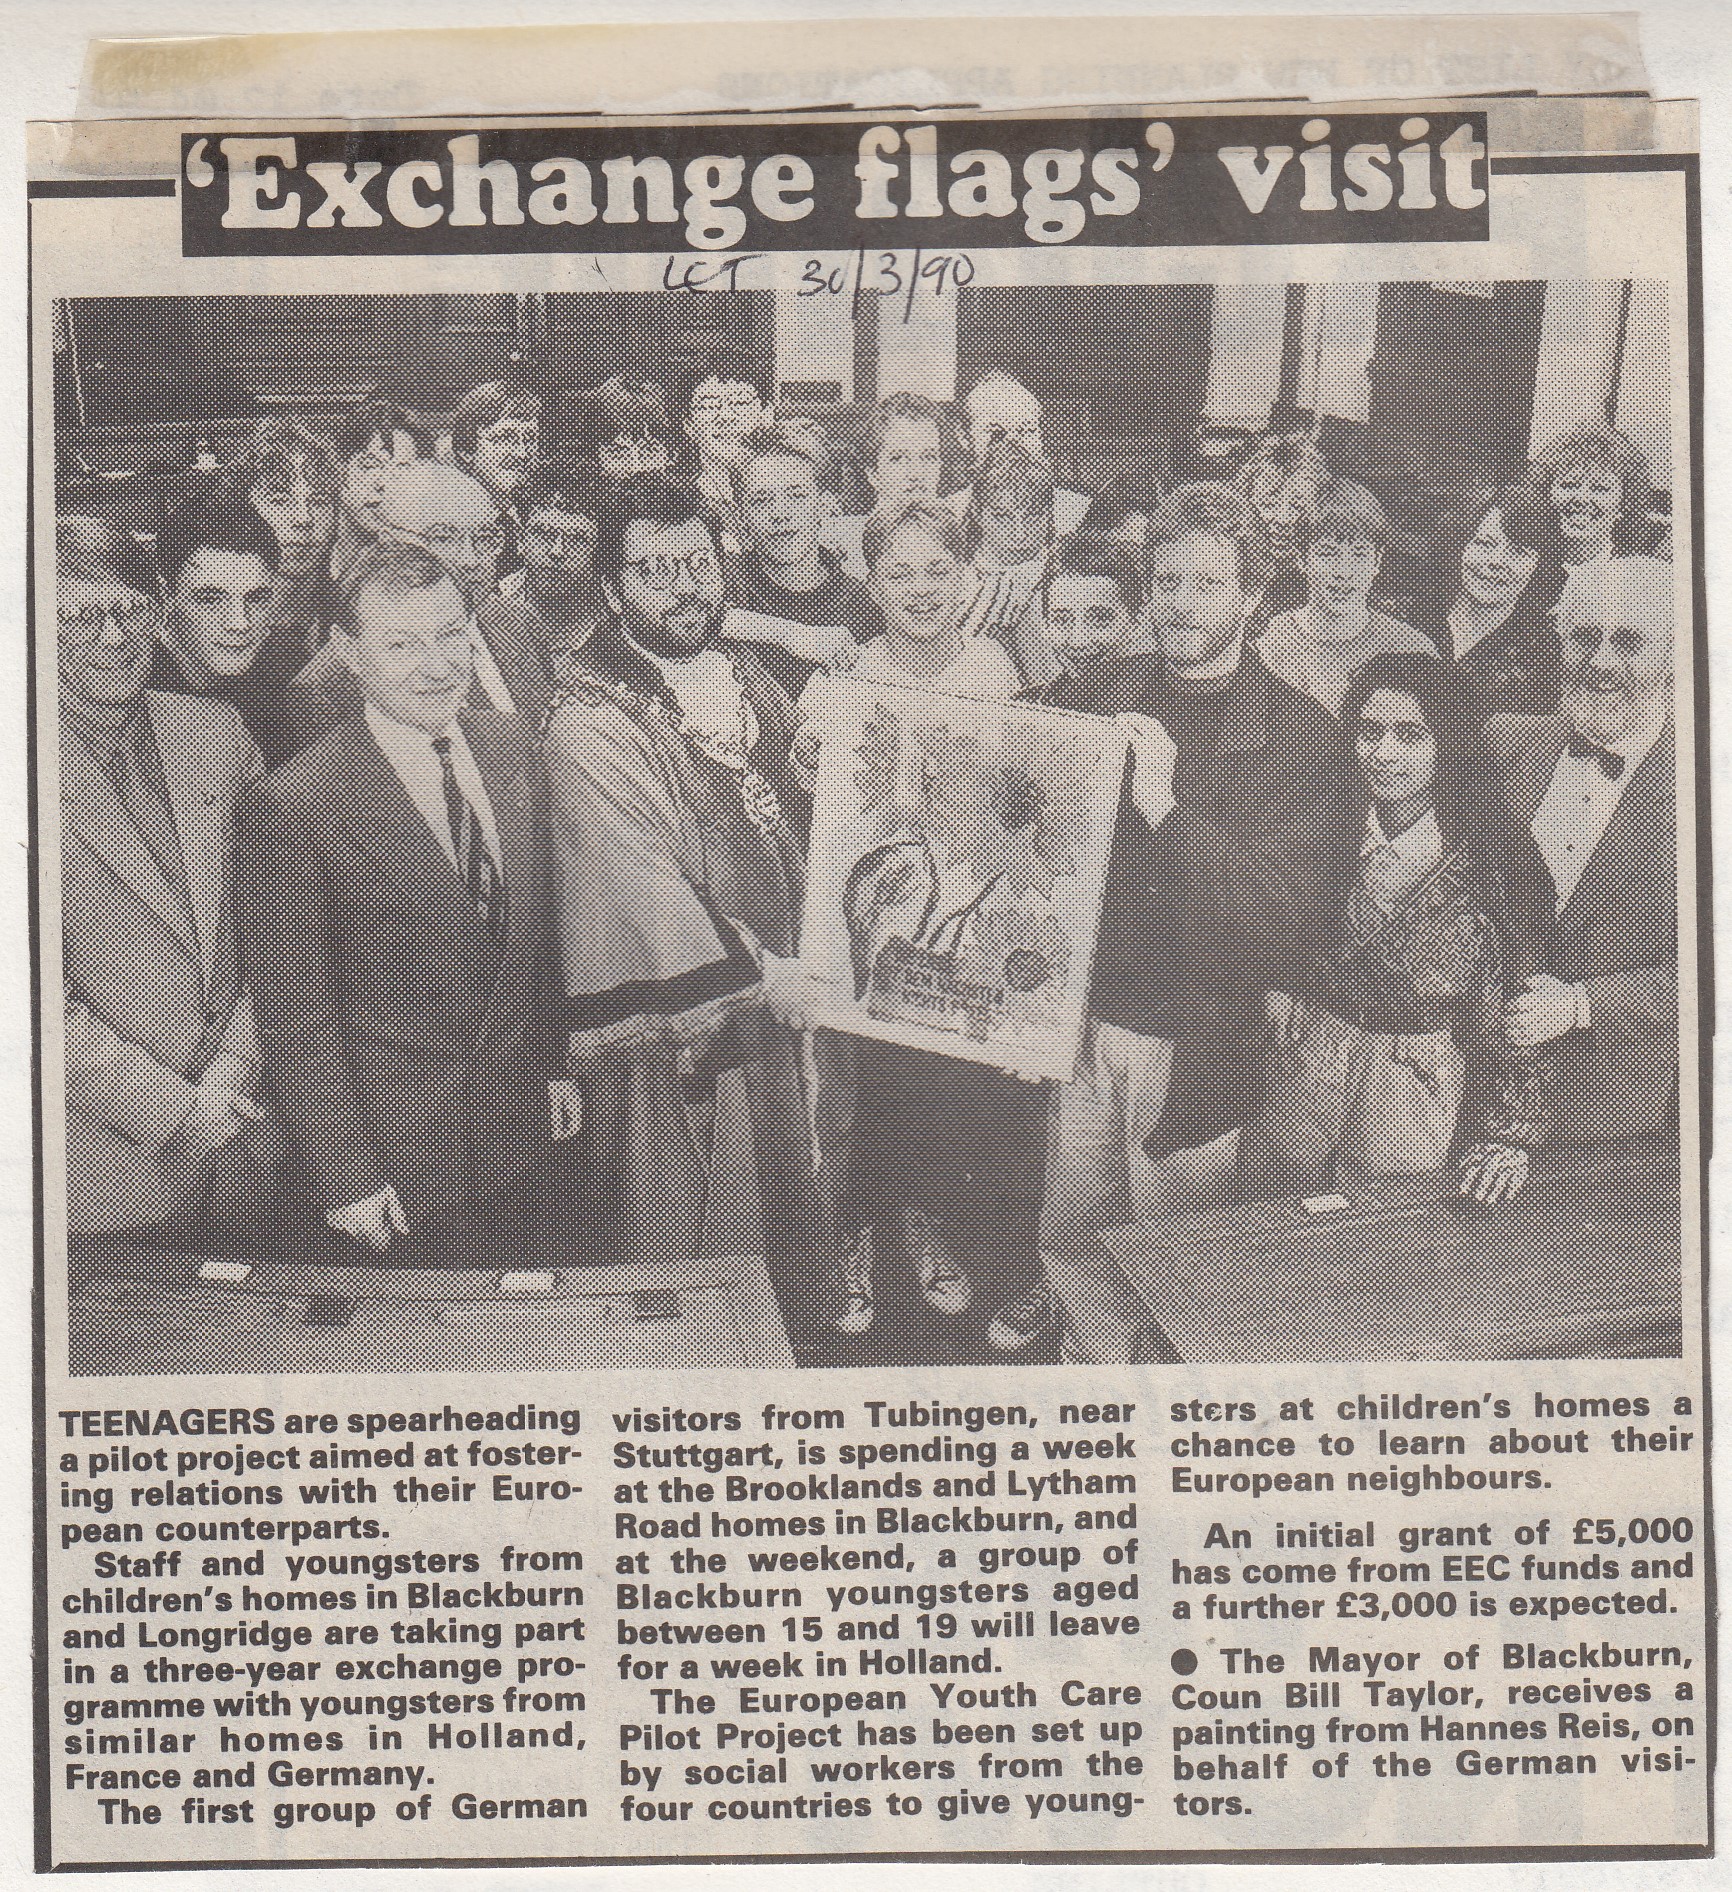 ‘Exchange flags’ visit
LET 30/3/90
TEENAGERS are spearheading
a pilot project aimed at foster-
ing relations with their Euro-
pean counterparts.
Staff and youngsters from
children’s homes in Blackburn
and Longridge are taking part
in a three-year exchange pro-
gramme with youngsters from
similar homes in Holland,
France and Germany.
The first group of German
visitors from Tubingen, near
Stuttgart, is spending a week
at the Brooklands and Lytham
Road homes in Blackburn, and
at the weekend, a group of
Blackburn youngsters aged
between 15 and 19 will leave
for a week in Holland.
The European Youth Care
Pilot Project has been set up
by social workers from the
four countries to give young-
sters at children’s homes a
chance to learn about their
European neighbours.
An initial grant of £5,000
has come from EEC funds and
a further £3,000 is expected.
● The Mayor of Blackburn,
Coun Bill Taylor, receives a
painting from Hannes Reis, on
behalf of the German visi-
tors.